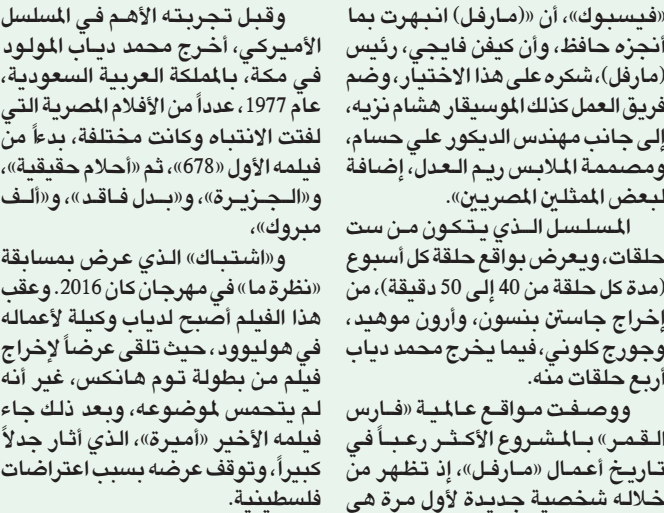 «فيسبوك»، أن «(مارفل) انبهرت بما
أنجزه حافظ، وأن كيفن فايجي، رئيس
(مارفل)، شكره على هذا الاختيار، وضم
فريق العمل كذلك الموسيقار هشام نزيه،
إلى جانب مهندس الديكور علي حسام،
ومصممة الملابس ريم العدل، إضافة
لبعض الممثلين المصريين».
المسلسل الذي يتكون من ست
حلقات، ويعرض بواقع حلقة كل أسبوع
(مدة كل حلقة من 40 إلى 50 دقيقة)، من
إخراج جاستن بنسون، وأرون موهيد،
وجورج كلوني، فيما يخرج محمد دياب
أربع حلقات منه.
ووصفت مواقع عالمية «فارس
القمر» بالمشروع الأكثر رعباً في
تاريخ أعمال «مارفل»، إذ تظهر من
خلاله شخصية جديدة لأول مرة هي
وقبل تجربته الأهم في المسلسل
الأميركي، أخرج محمد دياب المولود
في مكة، بالمملكة العربية السعودية،
عام 1977، عدداً من الأفلام المصرية التي
لفتت الانتباه وكانت مختلفة، بدءاً من
فيلمه الأول «678»، ثم «أحلام حقيقية»،
و«الجزيرة»، و«بدل فاقد»، و«ألف
مبروك»،
و«اشتباك» الذي عرض بمسابقة
«نظرة ما» في مهرجان كان 2016. وعقب
هذا الفيلم أصبح لدياب وكيلة لأعماله
في هوليوود، حيث تلقى عرضاً لإخراج
فيلم من بطولة توم هانكس، غير أنه
لم يتحمس لموضوعه، وبعد ذلك جاء
فيلمه الأخير «أميرة»، الذي أثار جدلاً
كبيراً، وتوقف عرضه بسبب اعتراضات
فلسطينية.